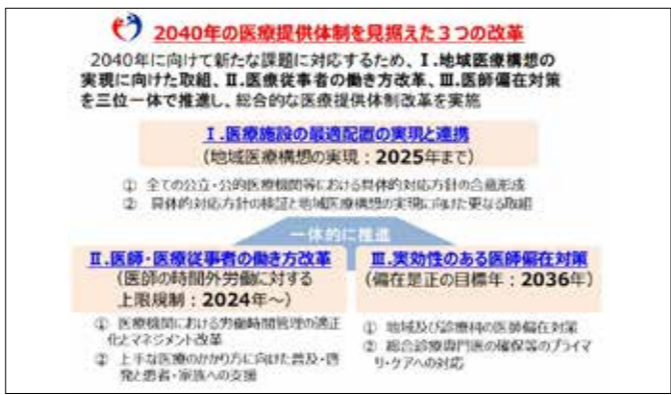 2040年の医療提供体制を見据えた３つの改革
2040年に向けて新たな課題に対応するため、Ⅰ.地域医療構想の
実現に向けた取組、Ⅱ.医療従事者の働き方改革、Ⅲ.医師偏在対策
を三位一体で推進し、総合的な医療提供体制改革を実施
Ⅰ.医療施設の最適配置の実現と連携
(地域医療構想の実現：2025年まで)
① 全ての公立・公的医療機関等における具体的対応方針の合意形成
② 具体的対応方針の検証と地域医療構想の実現に向けた更なる取組
一体的に推進
Ⅱ.医師・医療従事者の働き方改革
(医師の時間外労働に対する
上限規制：2024年～)
① 医療機関における労働時間管理の適正
化とマネジメント改革
② 上手な医療のかかり方に向けた普及・啓
発と患者・家族への支援
Ⅲ.実効性のある医師偏在対策
(偏在是正の目標年：2036年)
① 地域及び診療科の医師偏在対策
② 総合診療専門医の確保等のプライマ
リ・ケアへの対応